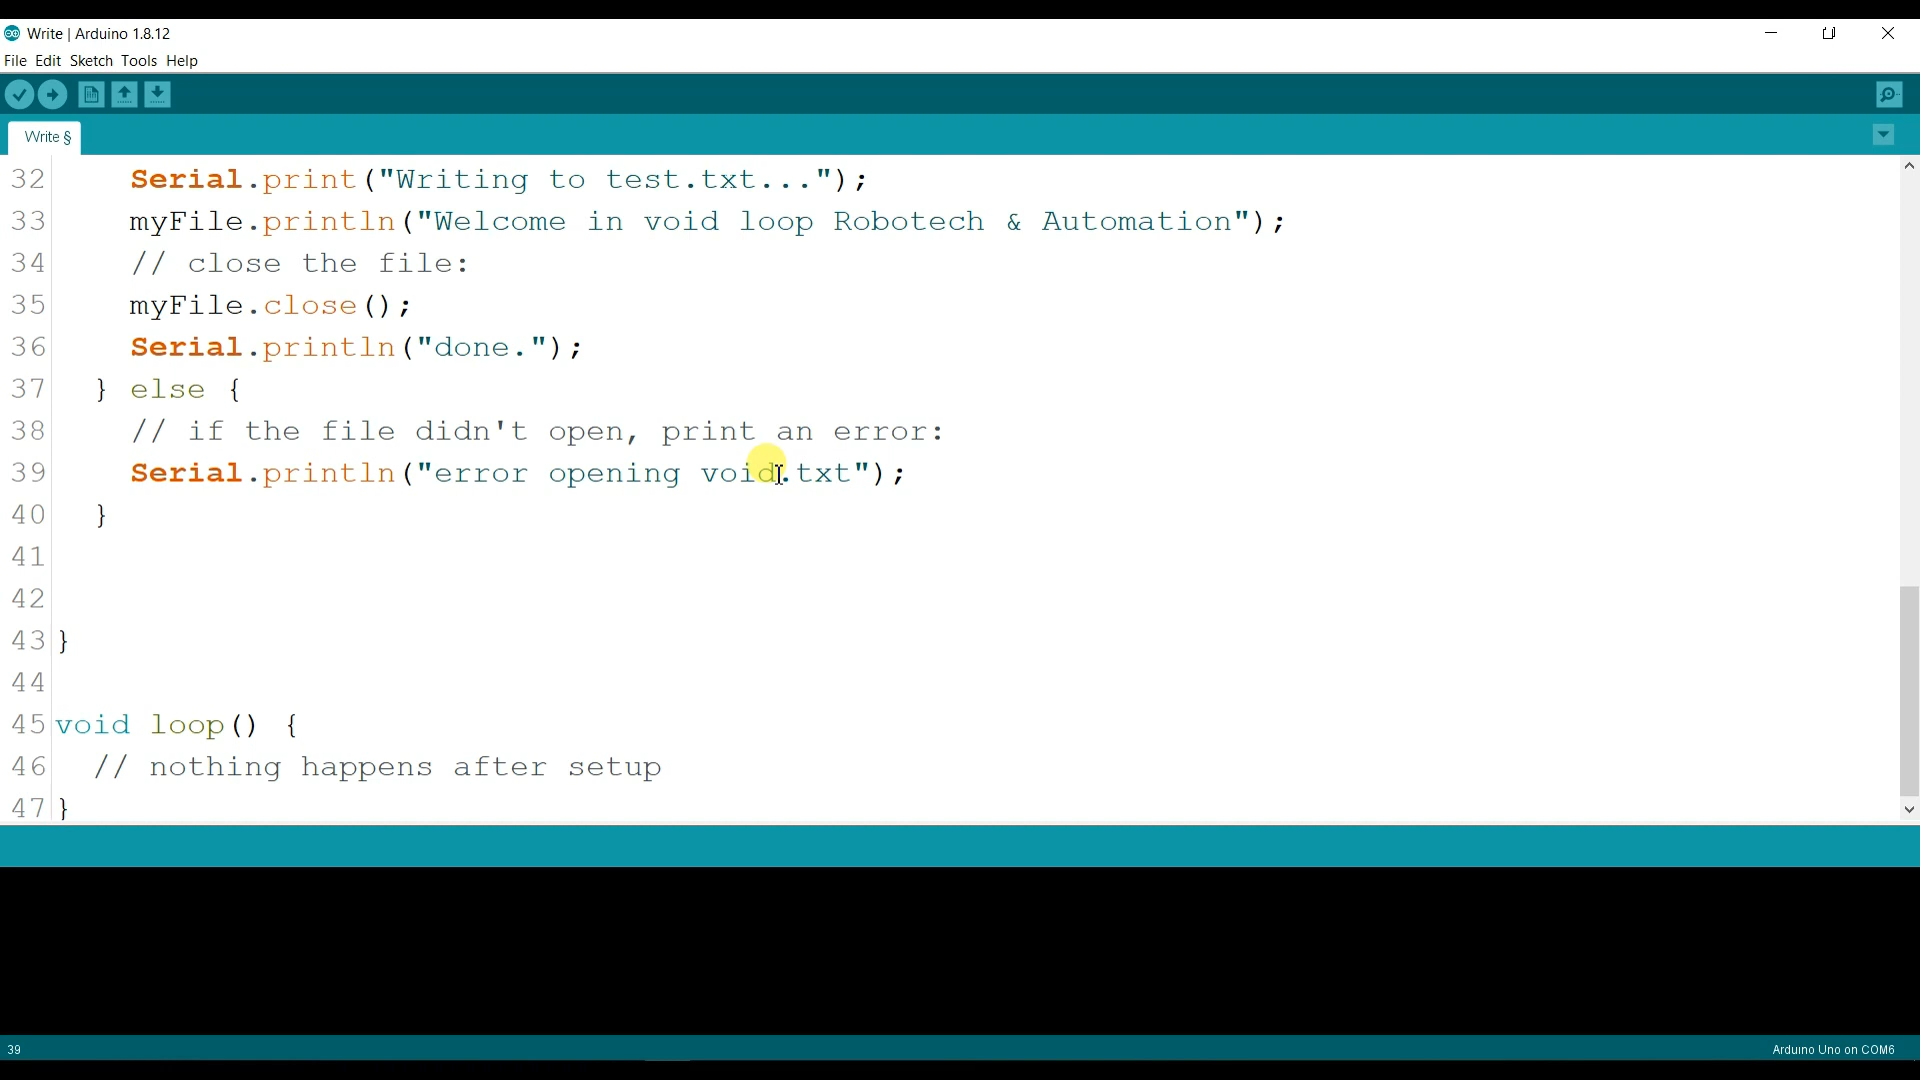 Write | Arduino 1.8.12
File Edit Sketch Tools Help
Write §
32 Serial.print("Writing to test.txt...");
33 myFile.println("Welcome in void loop Robotech & Automation");
34 // close the file:
35 myFile.close();
36 Serial.println("done.");
37 } else {
38 // if the file didn't open, print an error:
39 Serial.println("error opening void.txt");
40 }
41
42
43 }
44
45 void loop() {
46 // nothing happens after setup
47 }
39
Arduino Uno on COM6